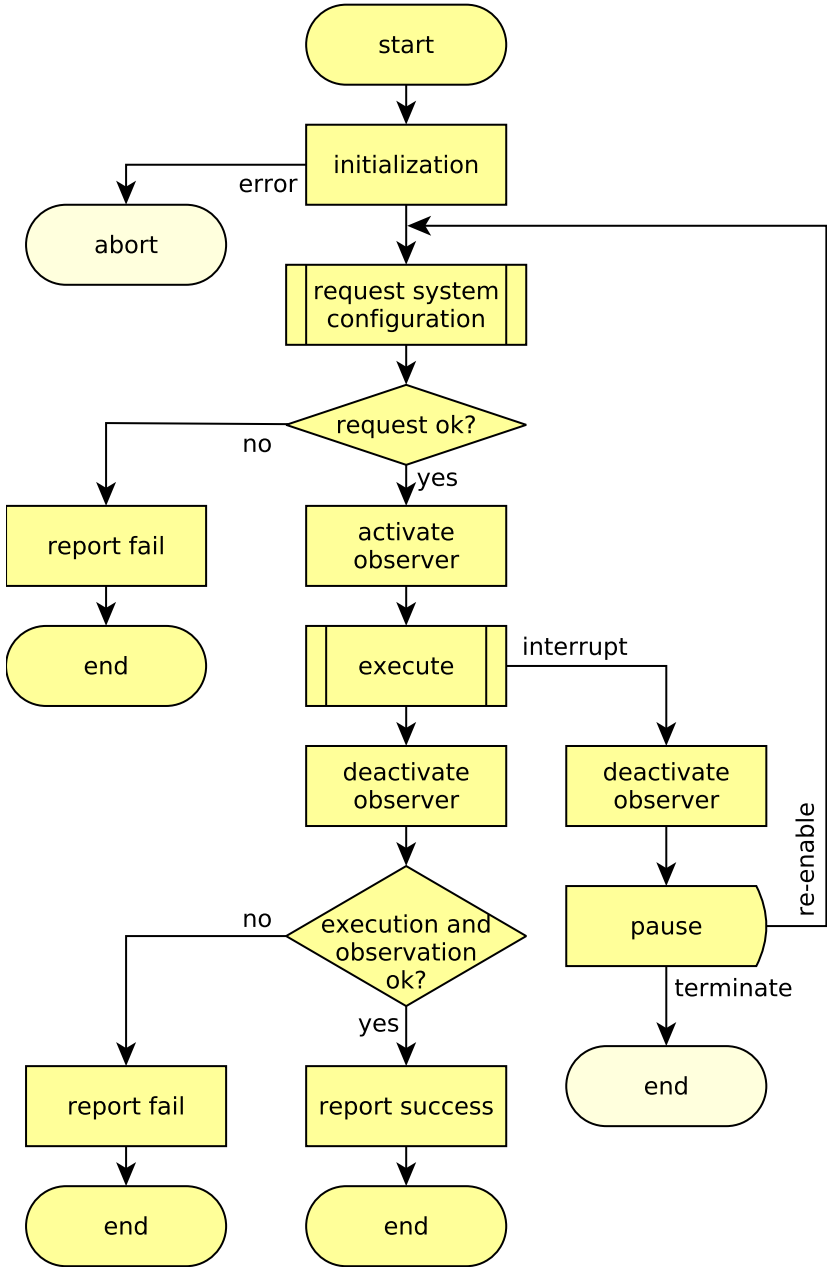 start
initialization
error
abort
request system
configuration
request ok?
no
yes
report fail
activate
observer
end
execute
interrupt
deactivate
observer
deactivate
observer
re-enable
no
execution and
observation
ok?
pause
terminate
yes
report fail
report success
end
end
end